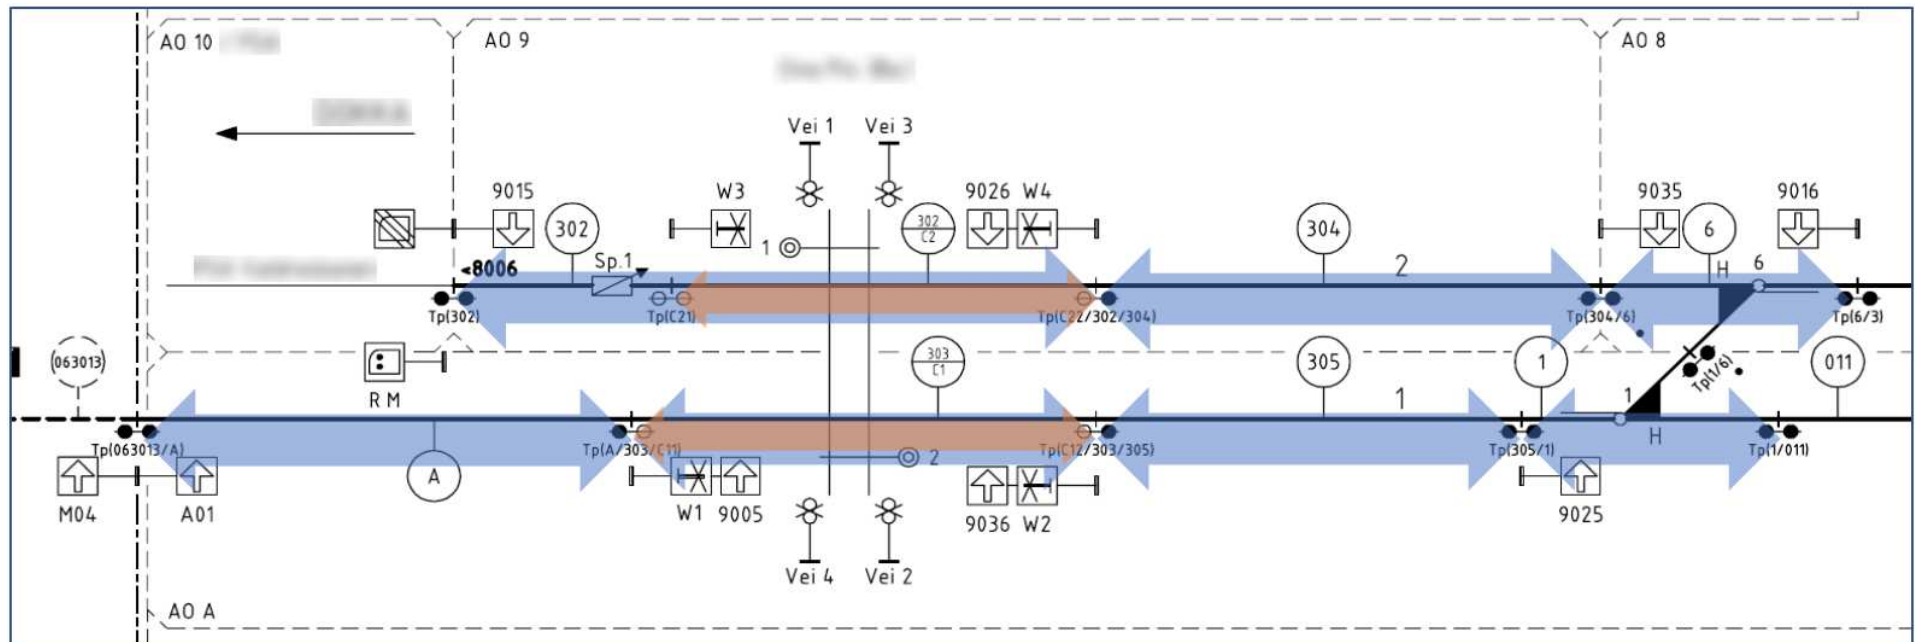 AO 10
AO 9
AO 8
Vei 1
Vei 3
9015
W3
9026
W4
9035
9016
302
302
C2
304
6
1
Sp.1
<8006
2
H
6
Tp(302)
Tp(C21)
Tp(C22/302/304)
Tp(304/6)
Tp(6/3)
(063013)
303
C1
305
1
011
Tp(1/6)
R M
1
1
H
Tp(063013/A)
Tp(A/303/C11)
Tp(C12/303/305)
Tp(305/1)
Tp(1/011)
A
2
M04
A01
W1
9005
9036
W2
9025
Vei 4
Vei 2
AO A